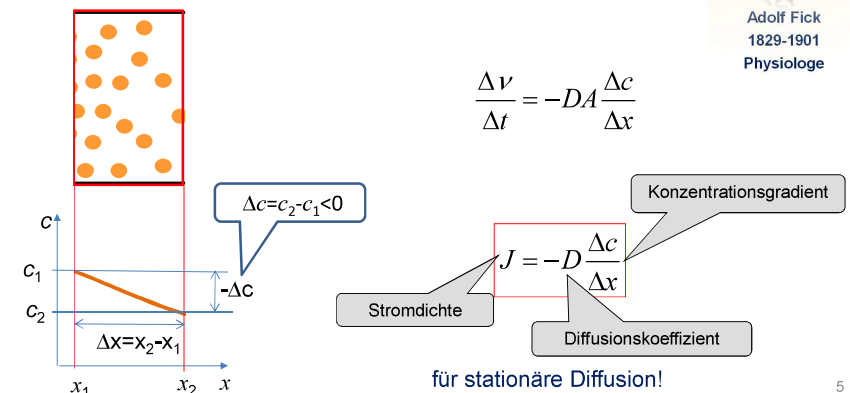 Adolf Fick
1829-1901
Physiologe
Δν/Δt = −DA Δc/Δx
Δc=c₂-c₁<0
Konzentrationsgradient
J = −D Δc/Δx
Stromdichte
Diffusionskoeffizient
für stationäre Diffusion!
c
c₁
-Δc
c₂
Δx=x₂-x₁
x₁ x₂ x
5